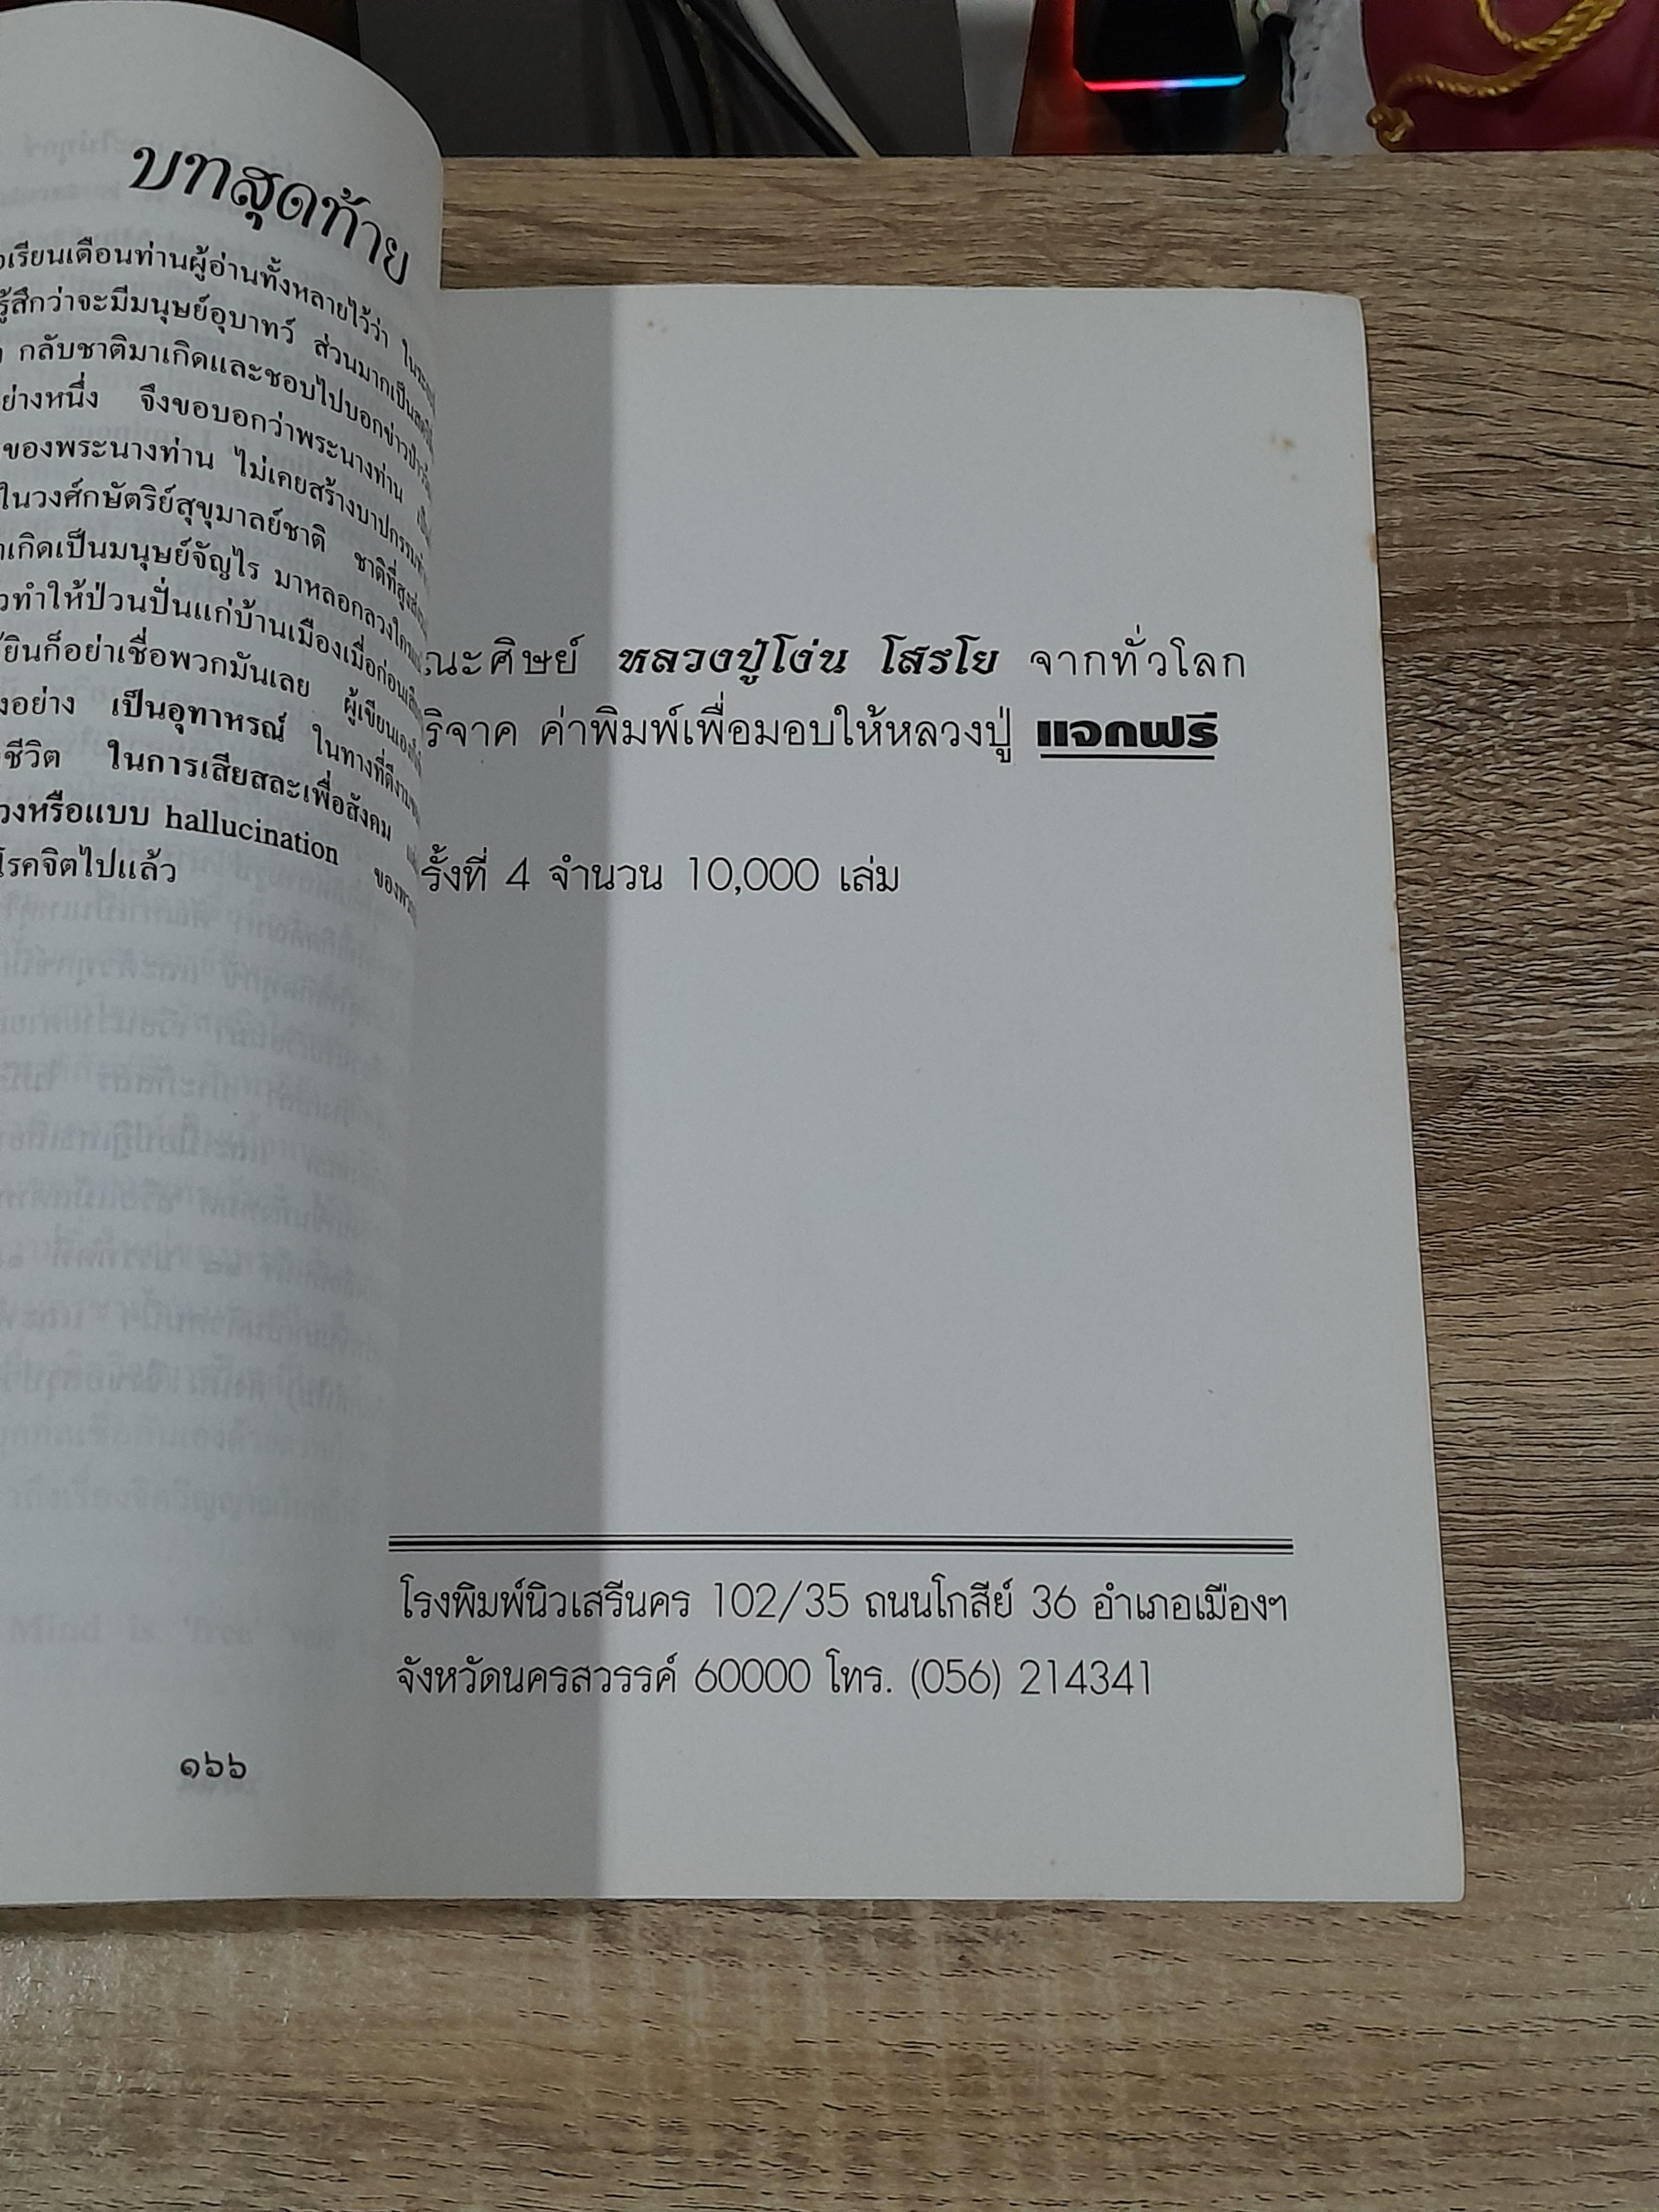 บทสุดท้าย
เรียนเตือนท่านผู้อ่านทั้งหลายไว้ว่า
รู้สึกว่าจะมีมนุษย์อุบาทว์ ส่วนมากเป็น
กลับชาติมาเกิดและชอบไปบอกข่าว
ย่างหนึ่ง จึงขอบอกว่าพระนางท่าน
ของพระนางท่าน ไม่เคยสร้างบาปกรรม
ในวงศ์กษัตริย์สุขุมาลย์ชาติ ชาติที่สูง
เกิดเป็นมนุษย์จัญไร มาหลอกลวง
ทำให้ป่วนปั่นแก่บ้านเมืองเมื่อก่อน
ยินก็อย่าเชื่อพวกมันเลย ผู้เขียนเอง
อย่าง เป็นอุทาหรณ์ ในทางที่ดีงาม
ชีวิต ในการเสียสละเพื่อสังคม
วงหรือแบบ hallucination ของ
โรคจิตไปแล้ว
๑๖๖
ณะศิษย์ หลวงปู่โง่น โสรโย จากทั่วโลก
ริจาค ค่าพิมพ์เพื่อมอบให้หลวงปู่ แจกฟรี
รั้งที่ 4 จำนวน 10,000 เล่ม
โรงพิมพ์นิวเสรีนคร 102/35 ถนนโกสีย์ 36 อำเภอเมืองฯ
จังหวัดนครสวรรค์ 60000 โทร. (056) 214341